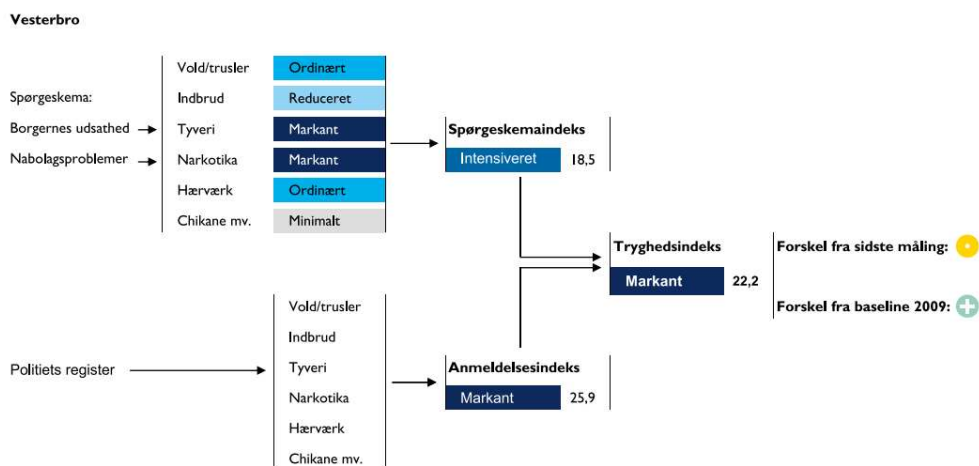 Vesterbro
Spørgeskema:
Borgernes udsathed
Nabolagsproblemer
Vold/trusler Ordinært
Indbrud Reduceret
Tyveri Markant
Narkotika Markant
Hærværk Ordinært
Chikane mv. Minimalt
Spørgeskemaindeks
Intensiveret 18,5
Politiets register
Vold/trusler
Indbrud
Tyveri
Narkotika
Hærværk
Chikane mv.
Anmeldelsesindeks
Markant 25,9
Tryghedsindeks
Markant 22,2
Forskel fra sidste måling:
Forskel fra baseline 2009: